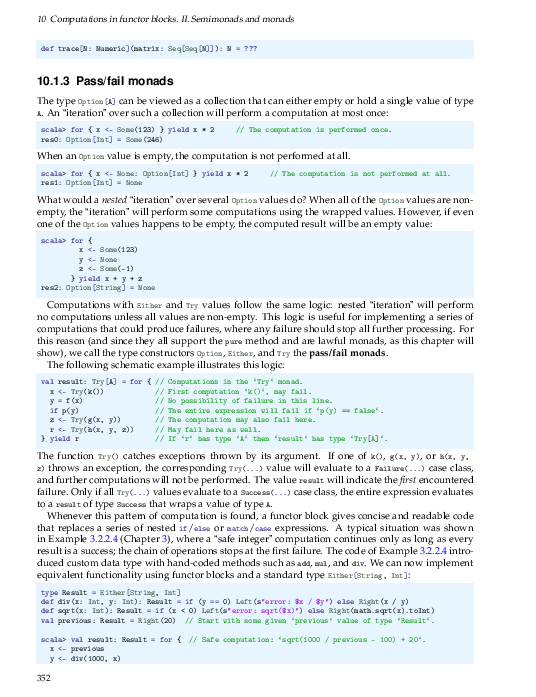 10 Computations in functor blocks. II. Semimonads and monads
def trace[N: Numeric](matrix: Seq[Seq[N]]): N = ???
10.1.3 Pass/fail monads
The type Option[A] can be viewed as a collection that can either empty or hold a single value of type
A. An "iteration" over such a collection will perform a computation at most once:
scala> for { x <- Some(123) } yield x * 2 // The computation is performed once.
res0: Option[Int] = Some(246)
When an Option value is empty, the computation is not performed at all.
scala> for { x <- None: Option[Int] } yield x * 2 // The computation is not performed at all.
res1: Option[Int] = None
What would a nested "iteration" over several Option values do? When all of the Option values are non-
empty, the "iteration" will perform some computations using the wrapped values. However, if even
one of the Option values happens to be empty, the computed result will be an empty value:
scala> for {
x <- Some(123)
y <- None
z <- Some(-1)
} yield x + y + z
res2: Option[String] = None
Computations with Either and Try values follow the same logic: nested "iteration" will perform
no computations unless all values are non-empty. This logic is useful for implementing a series of
computations that could produce failures, where any failure should stop all further processing. For
this reason (and since they all support the pure method and are lawful monads, as this chapter will
show), we call the type constructors Option, Either, and Try the pass/fail monads.
The following schematic example illustrates this logic:
val result: Try[A] = for { // Computations in the 'Try' monad.
x <- Try(k()) // First computation 'k()', may fail.
y = f(x) // No possibility of failure in this line.
if p(y) // The entire expression will fail if 'p(y) == false'.
z <- Try(g(x, y)) // The computation may also fail here.
r <- Try(h(x, y, z)) // May fail here as well.
} yield r // If 'r' has type 'A' then 'result' has type 'Try[A]'.
The function Try() catches exceptions thrown by its argument. If one of k(), g(x, y), or h(x, y,
z) throws an exception, the corresponding Try(...) value will evaluate to a Failure(...) case class,
and further computations will not be performed. The value result will indicate the first encountered
failure. Only if all Try(...) values evaluate to a Success(...) case class, the entire expression evaluates
to a result of type Success that wraps a value of type A.
Whenever this pattern of computation is found, a functor block gives concise and readable code
that replaces a series of nested if/else or match/case expressions. A typical situation was shown
in Example 3.2.2.4 (Chapter 3), where a "safe integer" computation continues only as long as every
result is a success; the chain of operations stops at the first failure. The code of Example 3.2.2.4 intro-
duced custom data type with hand-coded methods such as add, mul, and div. We can now implement
equivalent functionality using functor blocks and a standard type Either[String, Int]:
type Result = Either[String, Int]
def div(x: Int, y: Int): Result = if (y == 0) Left(s"error: $x / $y") else Right(x / y)
def sqrt(x: Int): Result = if (x < 0) Left(s"error: sqrt($x)") else Right(math.sqrt(x).toInt)
val previous: Result = Right(20) // Start with some given 'previous' value of type 'Result'.
scala> val result: Result = for { // Safe computation: 'sqrt(1000 / previous - 100) + 20'.
x <- previous
y <- div(1000, x)
352